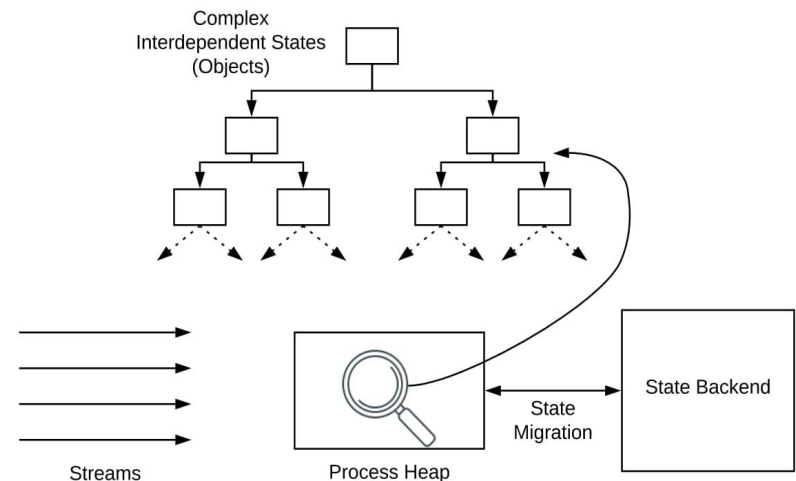 Complex
Interdependent States
(Objects)
State Backend
State
Migration
Streams
Process Heap